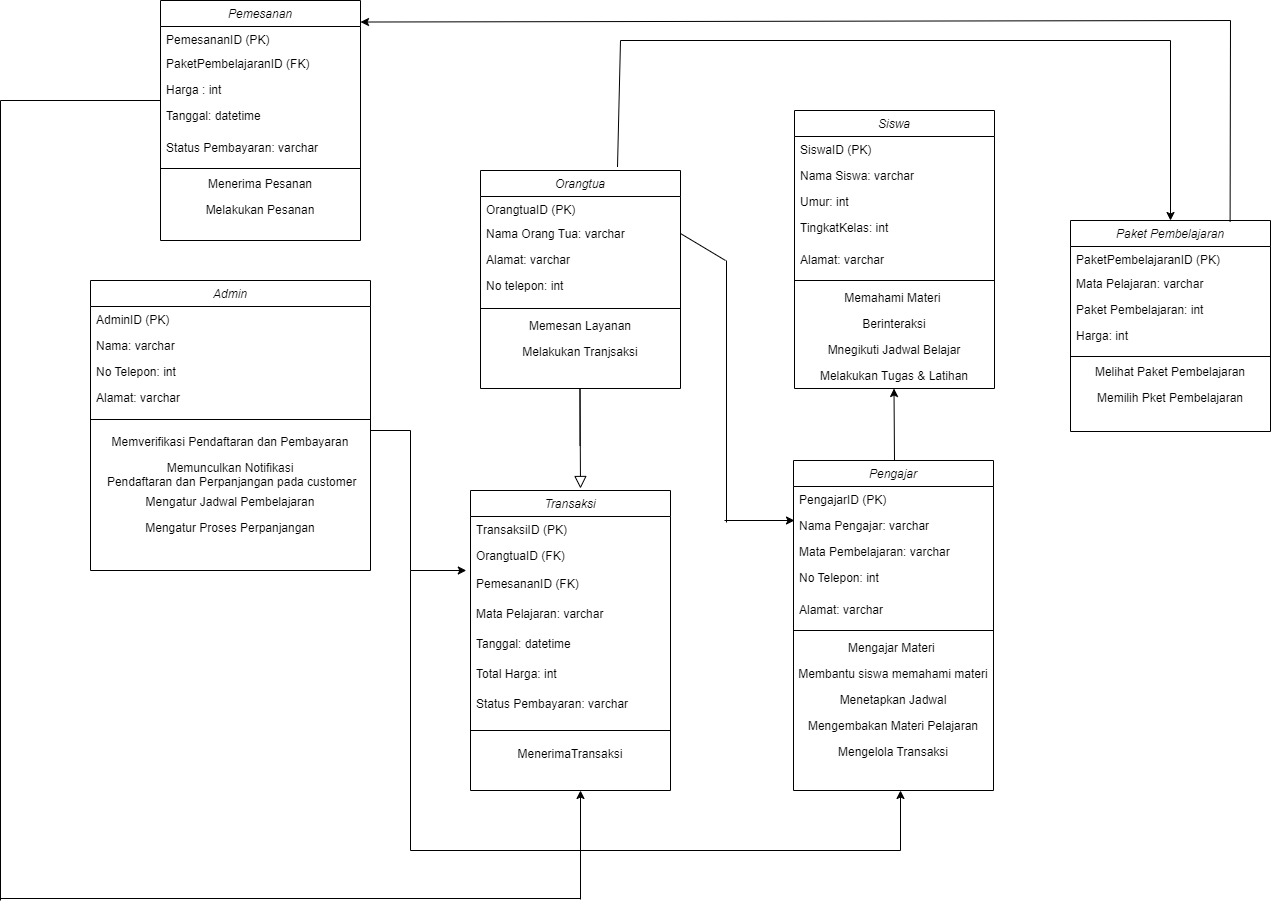 Pemesanan
PemesananID (PK)
PaketPembelajaranID (FK)
Harga : int
Tanggal: datetime
Status Pembayaran: varchar
Menerima Pesanan
Melakukan Pesanan
Admin
AdminID (PK)
Nama: varchar
No Telepon: int
Alamat: varchar
Memverifikasi Pendaftaran dan Pembayaran
Memunculkan Notifikasi
Pendaftaran dan Perpanjangan pada customer
Mengatur Jadwal Pembelajaran
Mengatur Proses Perpanjangan
Orangtua
OrangtuaID (PK)
Nama Orang Tua: varchar
Alamat: varchar
No telepon: int
Memesan Layanan
Melakukan Tranjsaksi
Transaksi
TransaksiID (PK)
OrangtuaID (FK)
PemesananID (FK)
Mata Pelajaran: varchar
Tanggal: datetime
Total Harga: int
Status Pembayaran: varchar
MenerimaTransaksi
Siswa
SiswaID (PK)
Nama Siswa: varchar
Umur: int
TingkatKelas: int
Alamat: varchar
Memahami Materi
Berinteraksi
Mnegikuti Jadwal Belajar
Melakukan Tugas & Latihan
Pengajar
PengajarID (PK)
Nama Pengajar: varchar
Mata Pembelajaran: varchar
No Telepon: int
Alamat: varchar
Mengajar Materi
Membantu siswa memahami materi
Menetapkan Jadwal
Mengembakan Materi Pelajaran
Mengelola Transaksi
Paket Pembelajaran
PaketPembelajaranID (PK)
Mata Pelajaran: varchar
Paket Pembelajaran: int
Harga: int
Melihat Paket Pembelajaran
Memilih Pket Pembelajaran